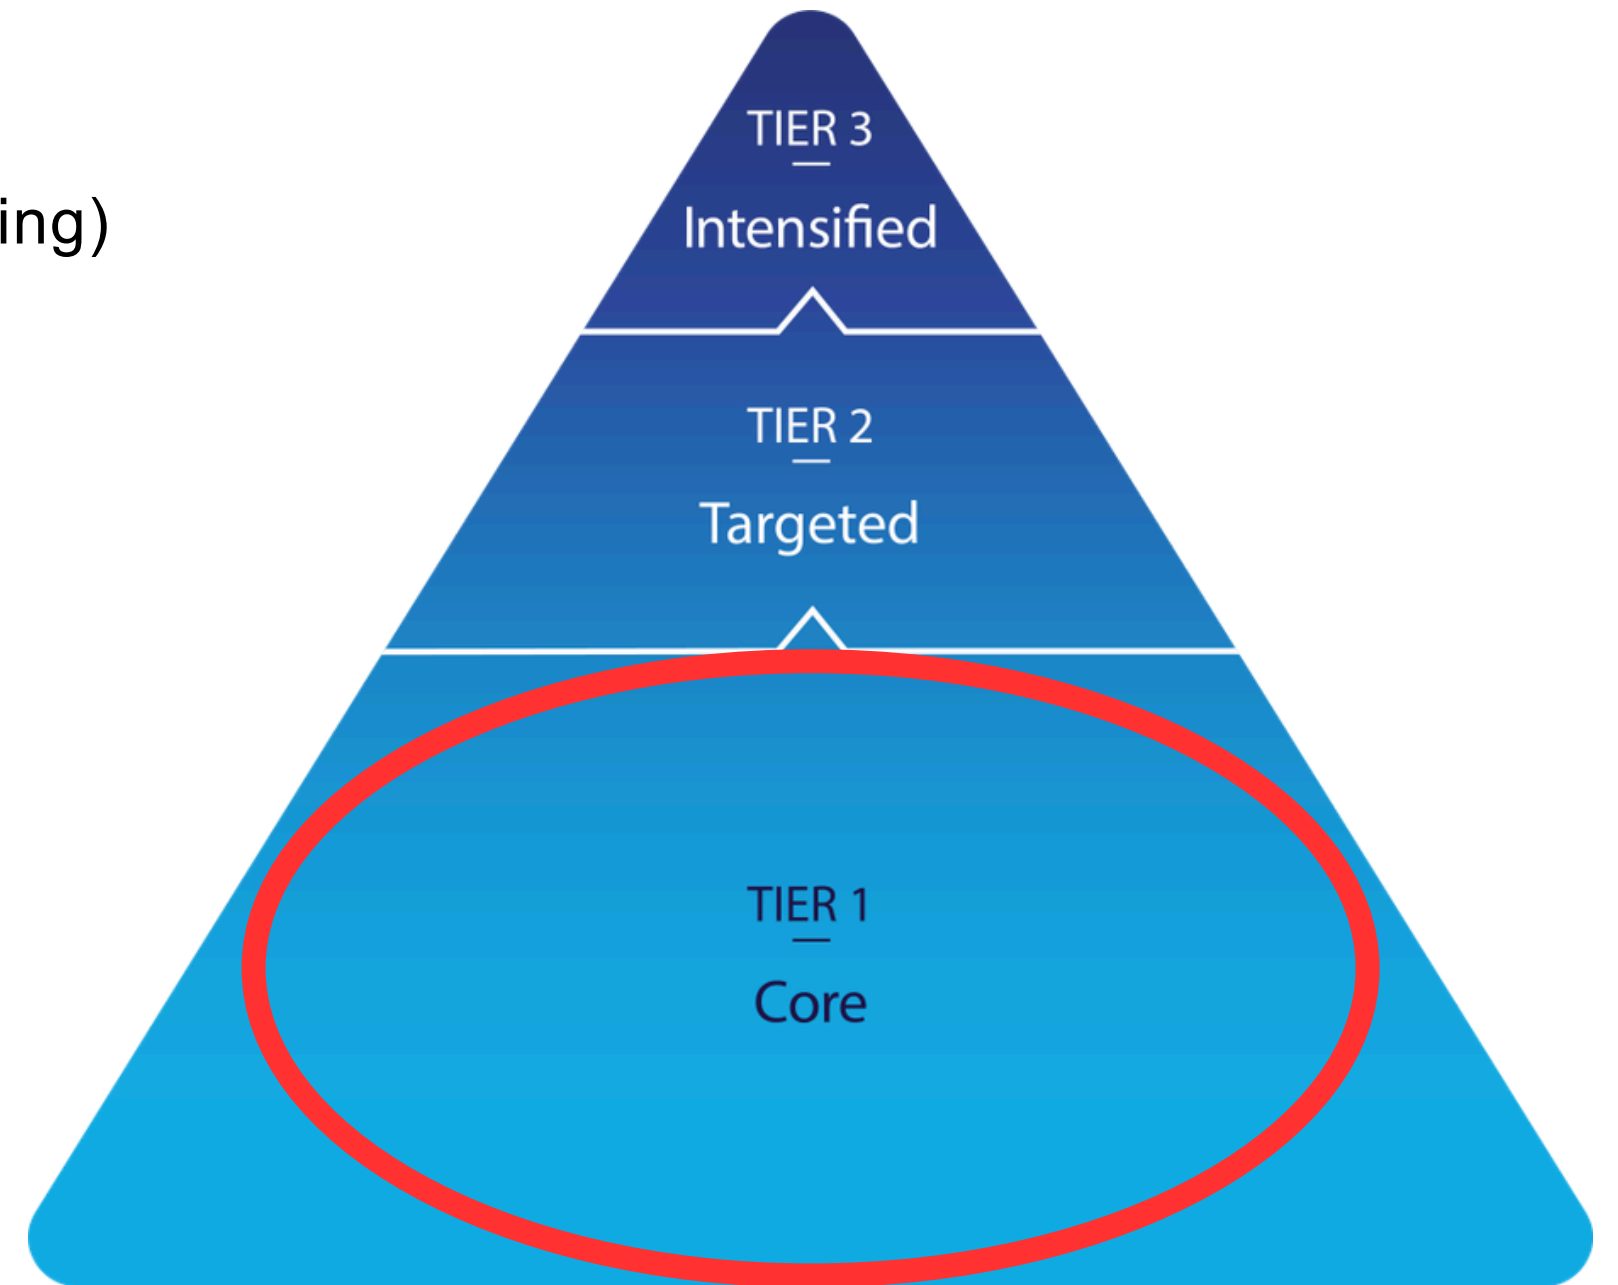 TIER 3
Intensified
ing)
TIER 2
Targeted
TIER 1
Core